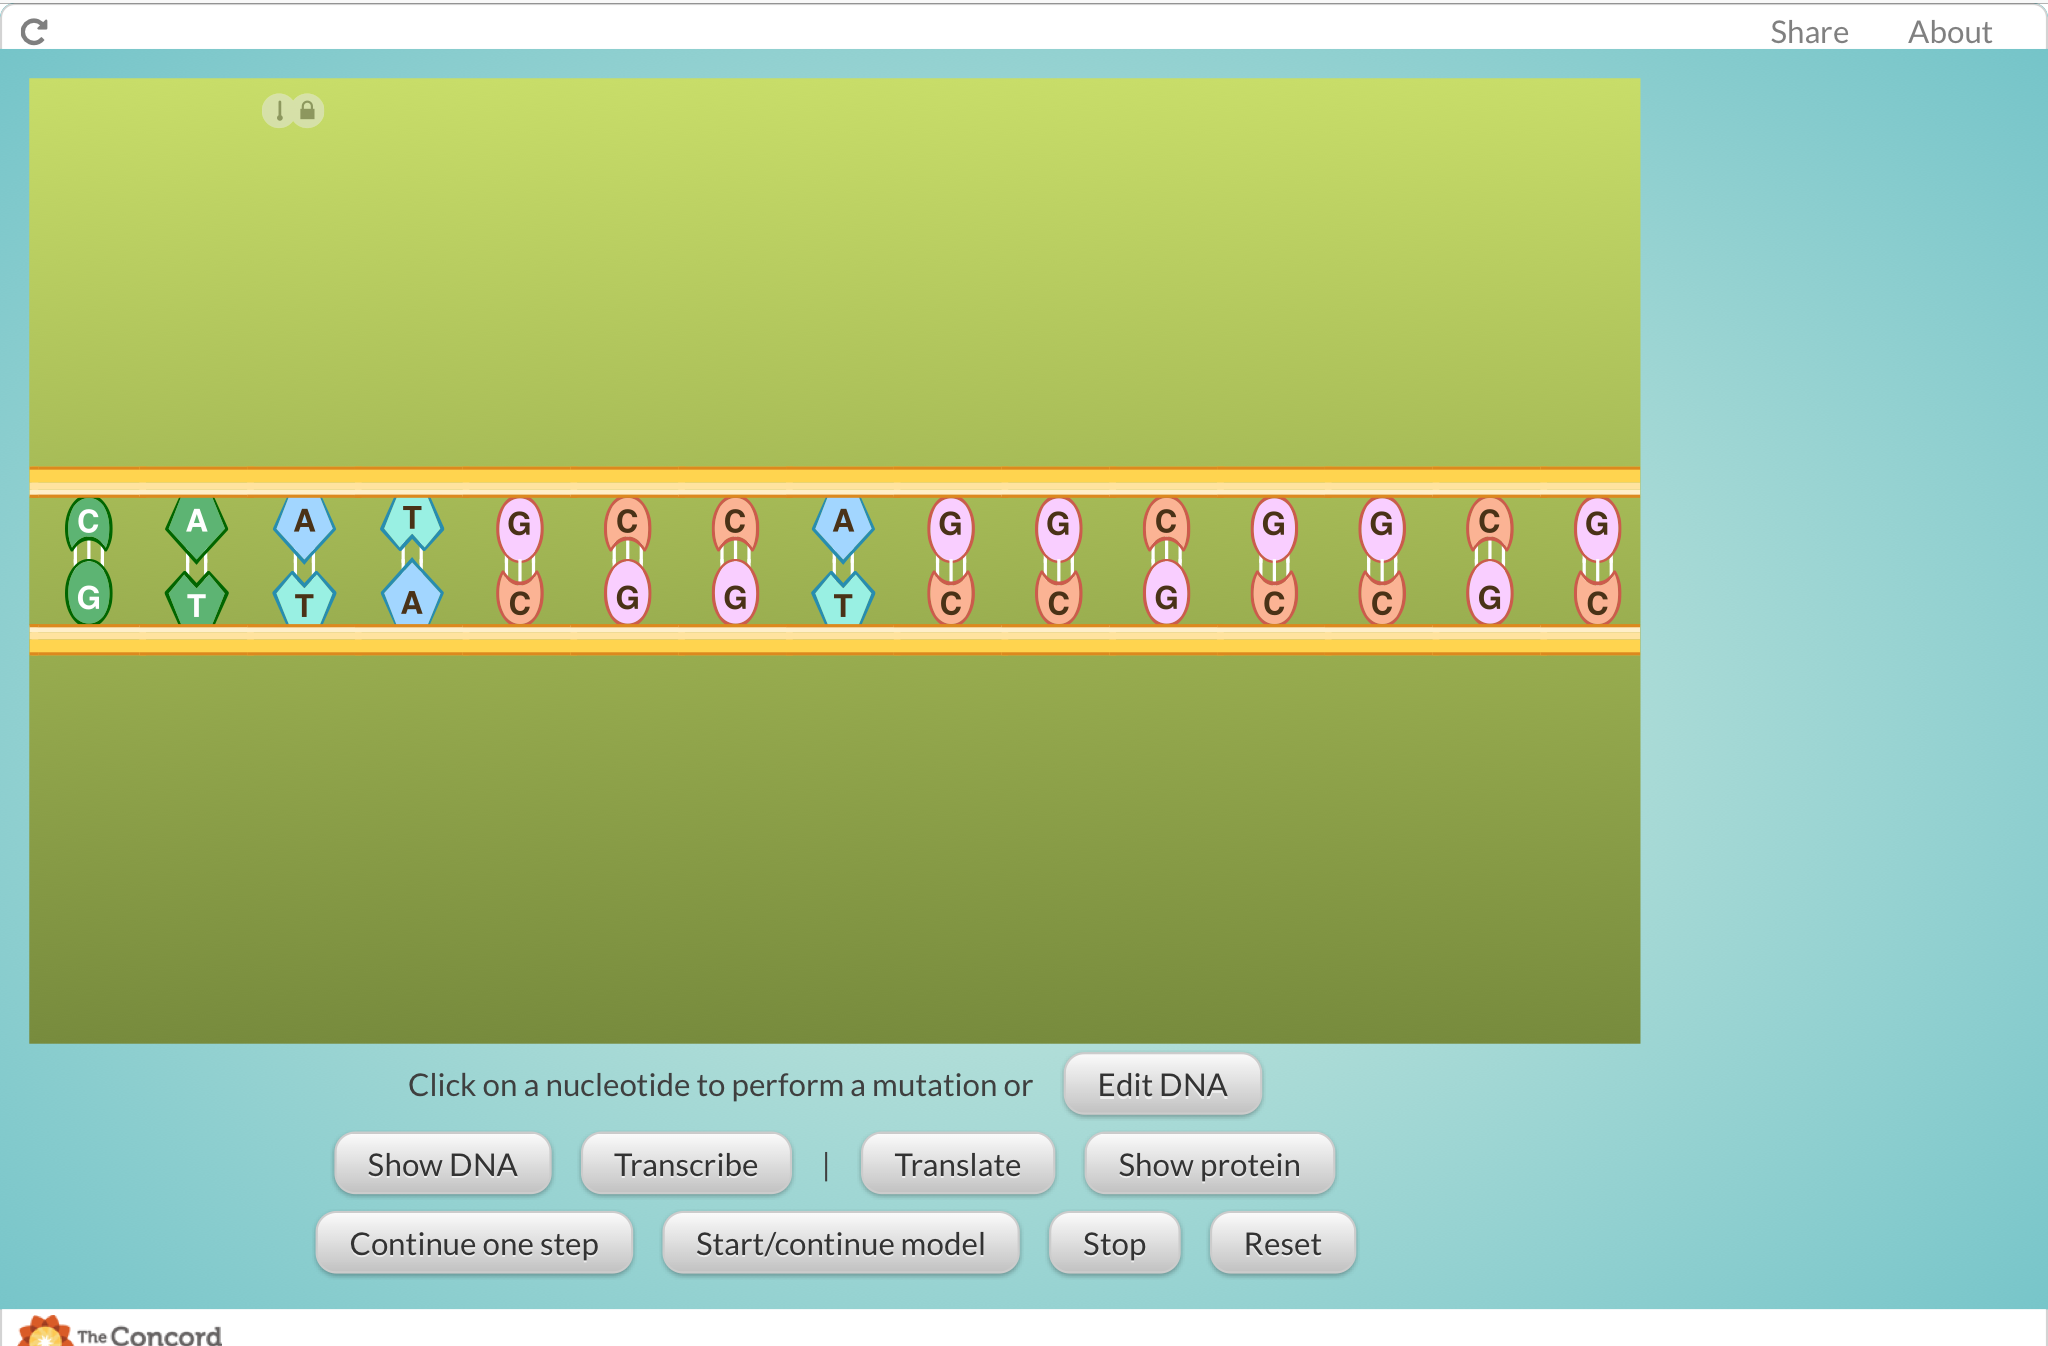 Share About
C A A T G C C A G G C G G C G
G T T A C G G T C C G C C G C
Click on a nucleotide to perform a mutation or Edit DNA
Show DNA Transcribe | Translate Show protein
Continue one step Start/continue model Stop Reset
The Concord